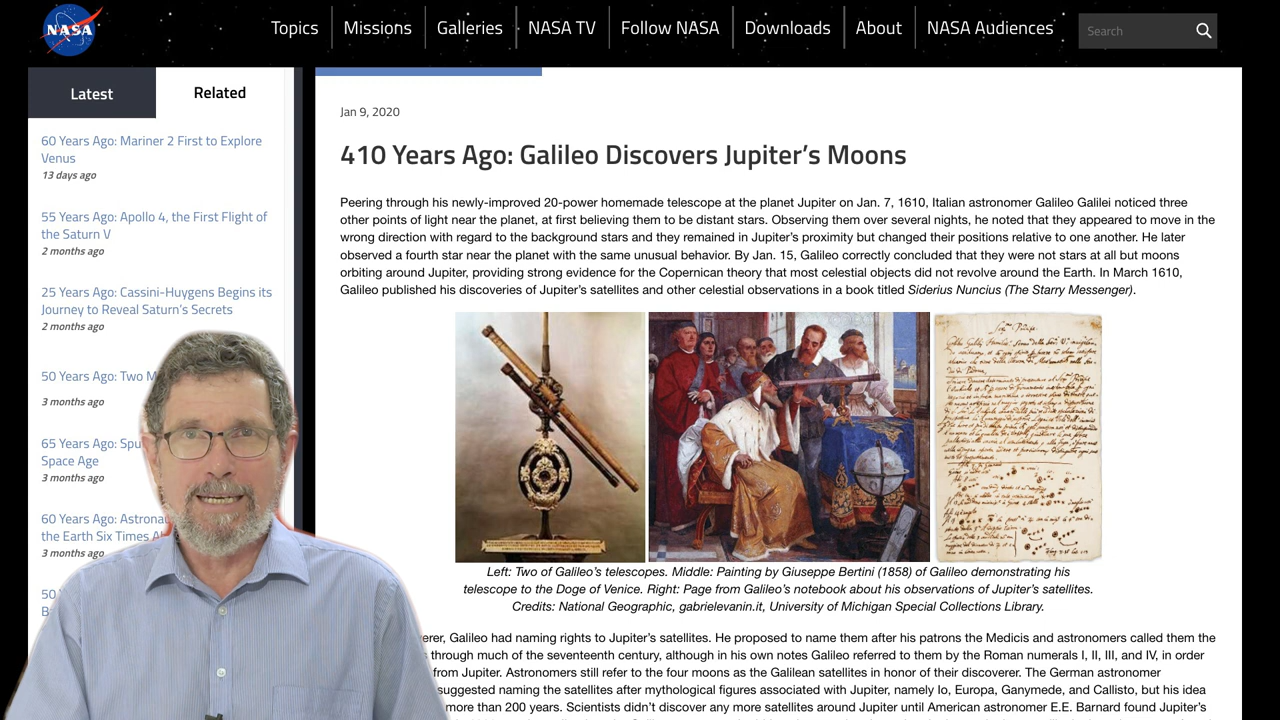 NASA
Topics
Missions
Galleries
NASA TV
Follow NASA
Downloads
About
NASA Audiences
Search
Latest
Related
60 Years Ago: Mariner 2 First to Explore
Venus
13 days ago
55 Years Ago: Apollo 4, the First Flight of
the Saturn V
2 months ago
25 Years Ago: Cassini-Huygens Begins its
Journey to Reveal Saturn's Secrets
2 months ago
50 Years Ago: Two
3 months ago
65 Years Ago:
Space Age
3 months ago
60 Years Ago:
the Earth Six Times
3 months ago
50
Jan 9, 2020
410 Years Ago: Galileo Discovers Jupiter's Moons
Peering through his newly-improved 20-power homemade telescope at the planet Jupiter on Jan. 7, 1610, Italian astronomer Galileo Galilei noticed three
other points of light near the planet, at first believing them to be distant stars. Observing them over several nights, he noted that they appeared to move in the
wrong direction with regard to the background stars and they remained in Jupiter's proximity but changed their positions relative to one another. He later
observed a fourth star near the planet with the same unusual behavior. By Jan. 15, Galileo correctly concluded that they were not stars at all but moons
orbiting around Jupiter, providing strong evidence for the Copernican theory that most celestial objects did not revolve around the Earth. In March 1610,
Galileo published his discoveries of Jupiter's satellites and other celestial observations in a book titled Siderius Nuncius (The Starry Messenger).
Left: Two of Galileo's telescopes. Middle: Painting by Giuseppe Bertini (1858) of Galileo demonstrating his
telescope to the Doge of Venice. Right: Page from Galileo's notebook about his observations of Jupiter's satellites.
Credits: National Geographic, gabrielevanin.it, University of Michigan Special Collections Library.
Galileo had naming rights to Jupiter's satellites. He proposed to name them after his patrons the Medicis and astronomers called them the
through much of the seventeenth century, although in his own notes Galileo referred to them by the Roman numerals I, II, III, and IV, in order
from Jupiter. Astronomers still refer to the four moons as the Galilean satellites in honor of their discoverer. The German astronomer
suggested naming the satellites after mythological figures associated with Jupiter, namely Io, Europa, Ganymede, and Callisto, but his idea
more than 200 years. Scientists didn't discover any more satellites around Jupiter until American astronomer E.E. Barnard found Jupiter's